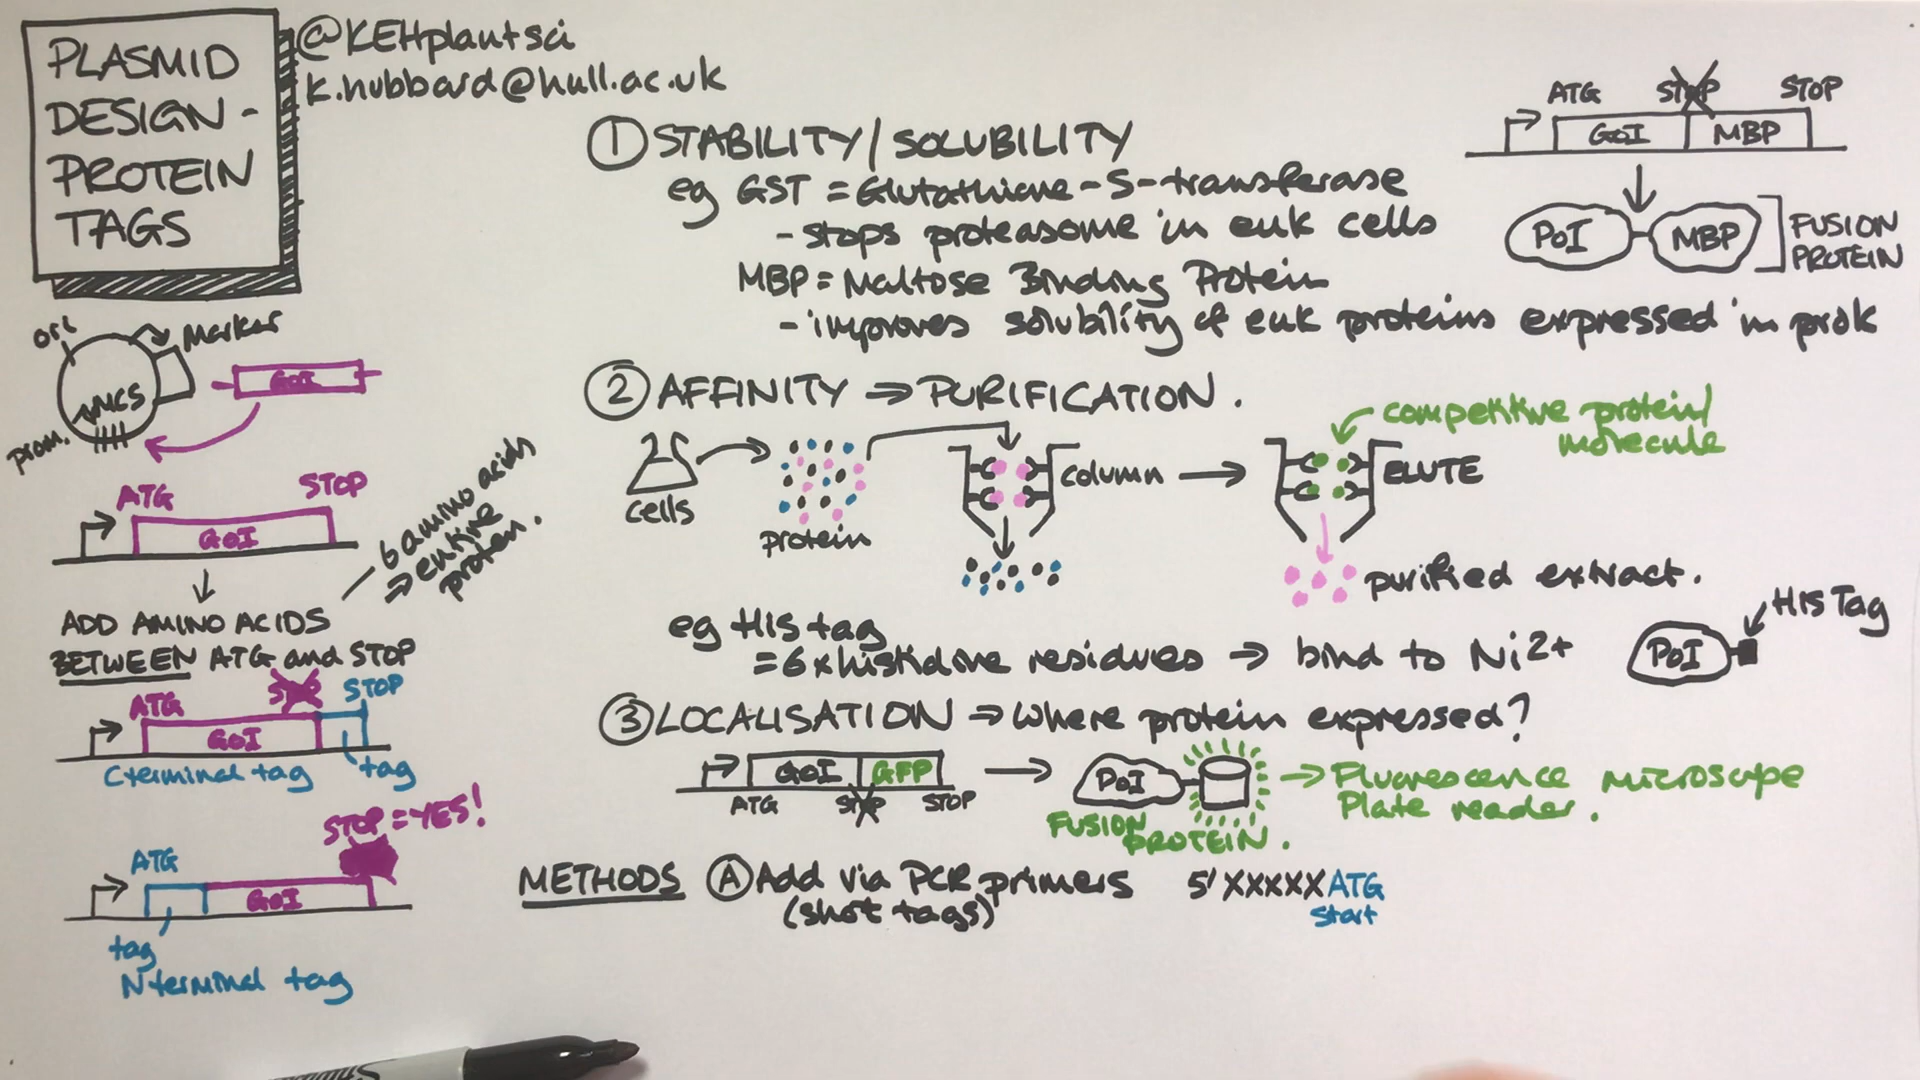 PLASMID
DESIGN -
PROTEIN
TAGS
@KEHplantsci
k.hubbard@hull.ac.uk
ori
Marker
MCS
prom.
GOI
ATG
STOP
GOI
6 amino acids
→ entire
protein.
ADD AMINO ACIDS
BETWEEN ATG and STOP
ATG
STOP
STOP
GOI
Cterminal tag
tag
STOP = YES!
ATG
GOI
tag
Nterminal tag
① STABILITY / SOLUBILITY
eg GST = Glutathione-S-transferase
- stops proteasome in euk cells
MBP = Maltose Binding Protein
- improves solubility of euk proteins expressed in prok
ATG STOP STOP
GOI MBP
POI MBP
FUSION
PROTEIN
② AFFINITY → PURIFICATION.
cells
protein
column →
competitive protein/
molecule
ELUTE
purified extract.
eg His tag
= 6 x histidine residues → bind to Ni2+
POI
His Tag
③ LOCALISATION → Where protein expressed?
GOI GFP
ATG STOP STOP
POI
FUSION
PROTEIN.
→ Fluorescence microscope
Plate reader.
METHODS Ⓐ Add via PCR primers
(short tags)
5' XXXXXATG
start